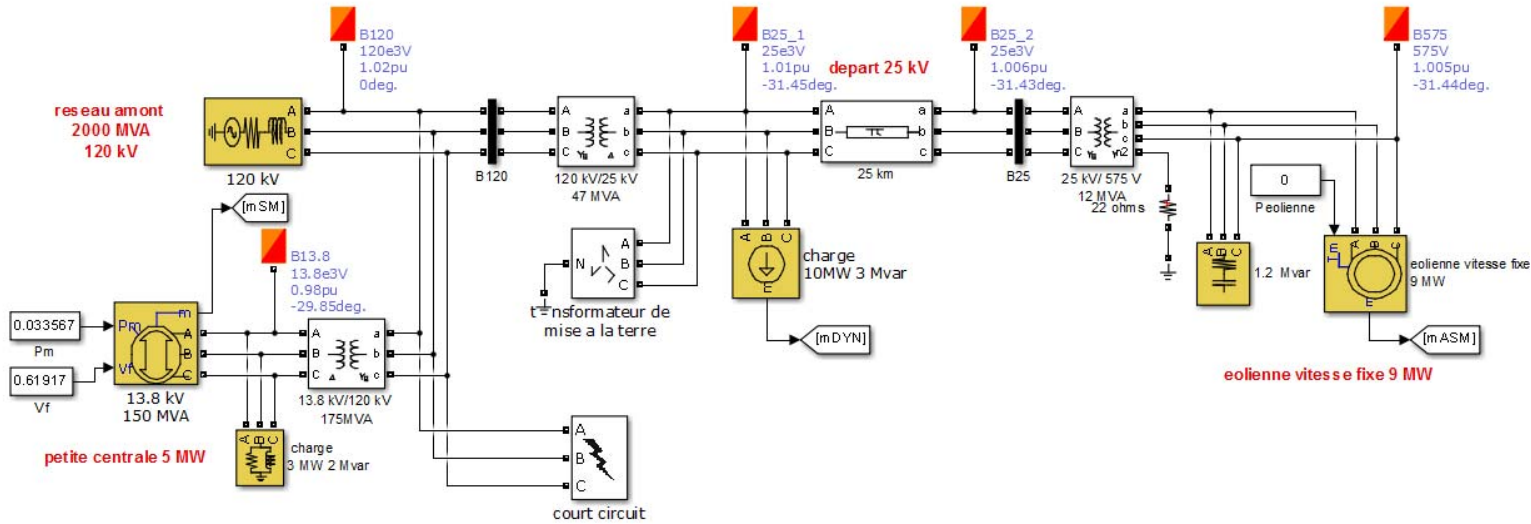 B120
120e3V
1.02pu
0deg.
B25_1
25e3V
1.01pu
-31.45deg.
depart 25 kV
B25_2
25e3V
1.006pu
-31.43deg.
B575
575V
1.005pu
-31.44deg.
reseau amont
2000 MVA
120 kV
A
B
C
120 kV
B120
A
B
C
a
b
c
Yg
Δ
120 kV/25 kV
47 MVA
A
B
C
a
b
c
π
25 km
B25
A
B
C
a
b
c
n2
25 kV/ 575 V
12 MVA
22 ohms
0
Peolienne
[mSM]
B13.8
13.8e3V
0.98pu
-29.85deg.
N
A
B
C
mise a la terre
A
B
C
m
charge
10MW 3 Mvar
[mDYN]
A
B
C
1.2 Mvar
Tm
A
B
C
m
eolienne vitesse fixe
9 MW
[mASM]
eolienne vitesse fixe 9 MW
0.033567
Pm
0.61917
Vf
Pm
Vf
m
A
B
C
13.8 kV
150 MVA
A
B
C
a
b
c
Δ
Yg
13.8 kV/120 kV
175MVA
petite centrale 5 MW
A
B
C
charge
3 MW 2 Mvar
A
B
C
court circuit